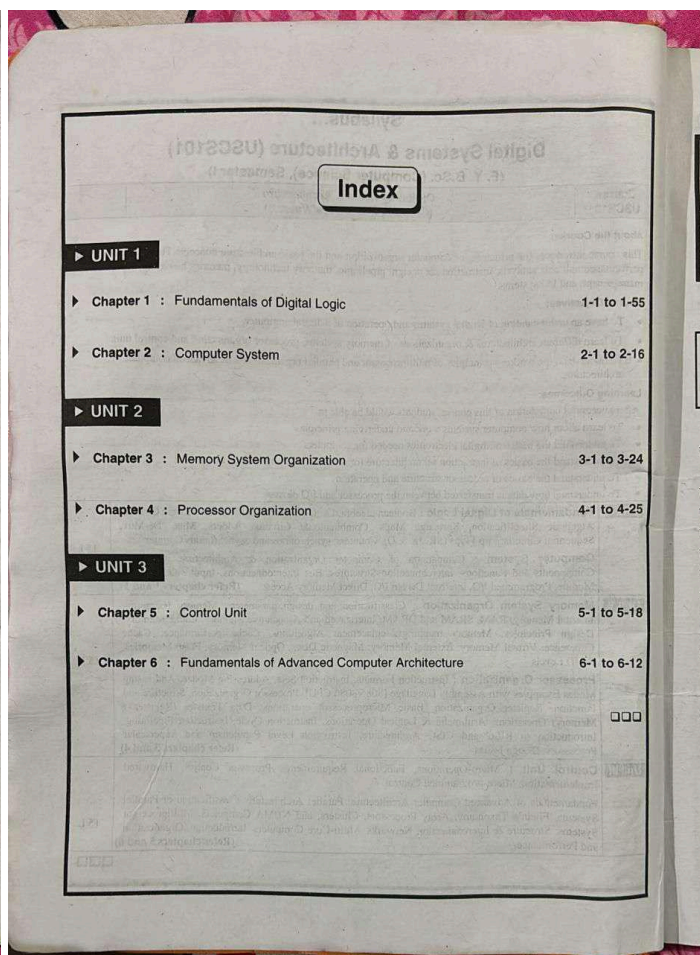 Index
▶ UNIT 1
▶ Chapter 1 : Fundamentals of Digital Logic 1-1 to 1-55
▶ Chapter 2 : Computer System 2-1 to 2-16
▶ UNIT 2
▶ Chapter 3 : Memory System Organization 3-1 to 3-24
▶ Chapter 4 : Processor Organization 4-1 to 4-25
▶ UNIT 3
▶ Chapter 5 : Control Unit 5-1 to 5-18
▶ Chapter 6 : Fundamentals of Advanced Computer Architecture 6-1 to 6-12